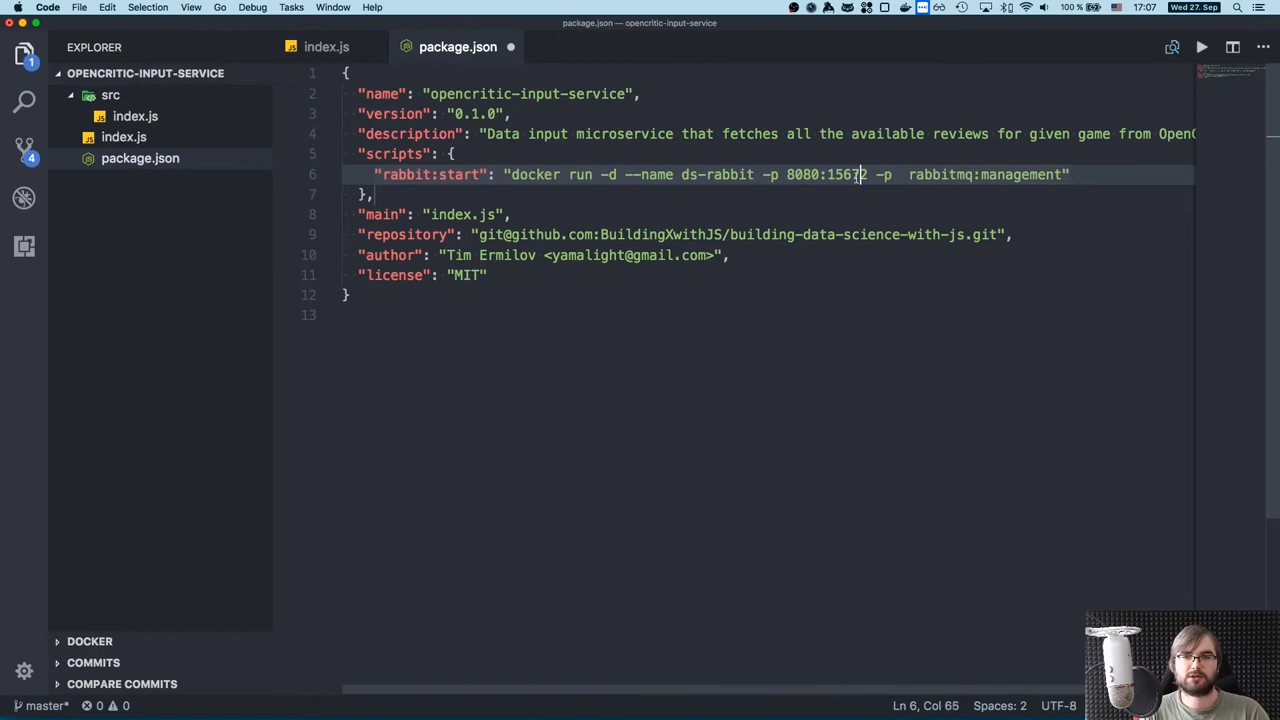 Code File Edit Selection View Go Debug Tasks Window Help 100 % Wed 27. Sep 17:07
package.json — opencritic-input-service
EXPLORER
index.js
package.json
OPENCRITIC-INPUT-SERVICE
src
index.js
index.js
package.json
1 {
2 "name": "opencritic-input-service",
3 "version": "0.1.0",
4 "description": "Data input microservice that fetches all the available reviews for given game from OpenC
5 "scripts": {
6 "rabbit:start": "docker run -d --name ds-rabbit -p 8080:15672 -p  rabbitmq:management"
7 },
8 "main": "index.js",
9 "repository": "git@github.com:BuildingXwithJS/building-data-science-with-js.git",
10 "author": "Tim Ermilov <yamalight@gmail.com>",
11 "license": "MIT"
12 }
13
1
4
DOCKER
COMMITS
COMPARE COMMITS
master* 0 0 Ln 6, Col 65 Spaces: 2 UTF-8